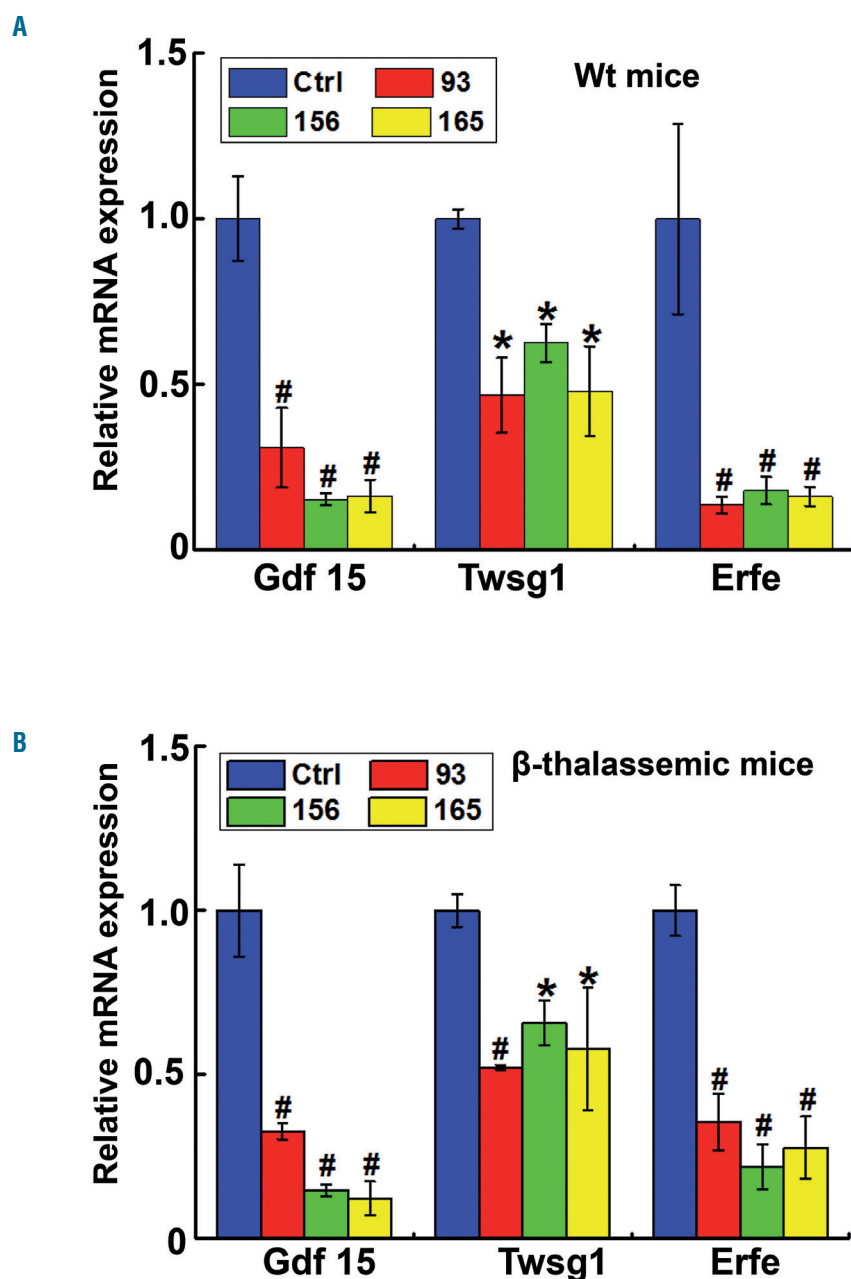 A
1.5
Ctrl 93
Wt mice
156 165
Relative mRNA expression
1.0
* * *
0.5
# # #
# # #
0
Gdf 15 Twsg1 Erfe
B
1.5
Ctrl 93
β-thalassemic mice
156 165
Relative mRNA expression
1.0
* *
#
0.5
# # #
# # #
0
Gdf 15 Twsg1 Erfe